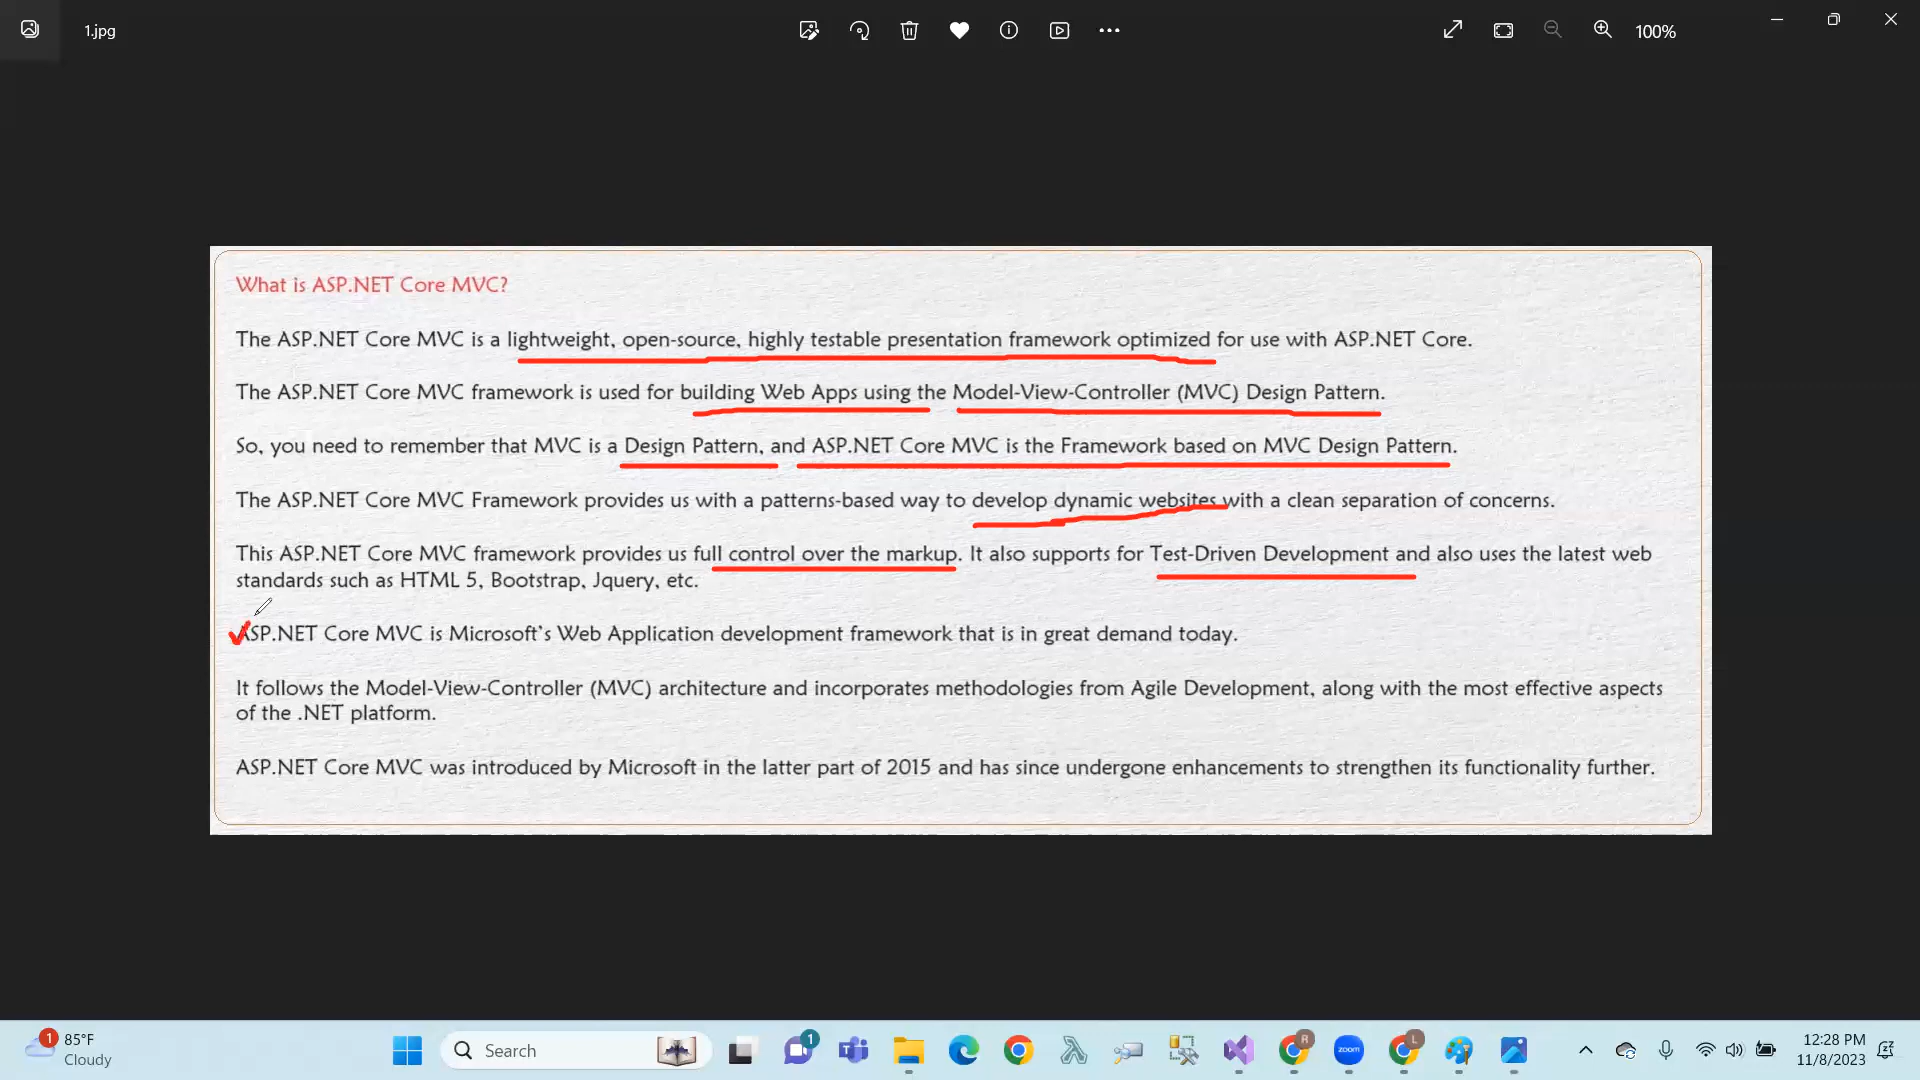 1.jpg
100%
What is ASP.NET Core MVC?
The ASP.NET Core MVC is a lightweight, open-source, highly testable presentation framework optimized for use with ASP.NET Core.
The ASP.NET Core MVC framework is used for building Web Apps using the Model-View-Controller (MVC) Design Pattern.
So, you need to remember that MVC is a Design Pattern, and ASP.NET Core MVC is the Framework based on MVC Design Pattern.
The ASP.NET Core MVC Framework provides us with a patterns-based way to develop dynamic websites with a clean separation of concerns.
This ASP.NET Core MVC framework provides us full control over the markup. It also supports for Test-Driven Development and also uses the latest web
standards such as HTML 5, Bootstrap, Jquery, etc.
ASP.NET Core MVC is Microsoft's Web Application development framework that is in great demand today.
It follows the Model-View-Controller (MVC) architecture and incorporates methodologies from Agile Development, along with the most effective aspects
of the .NET platform.
ASP.NET Core MVC was introduced by Microsoft in the latter part of 2015 and has since undergone enhancements to strengthen its functionality further.
1
85°F
Cloudy
Search
1
R
zoom
L
12:28 PM
11/8/2023